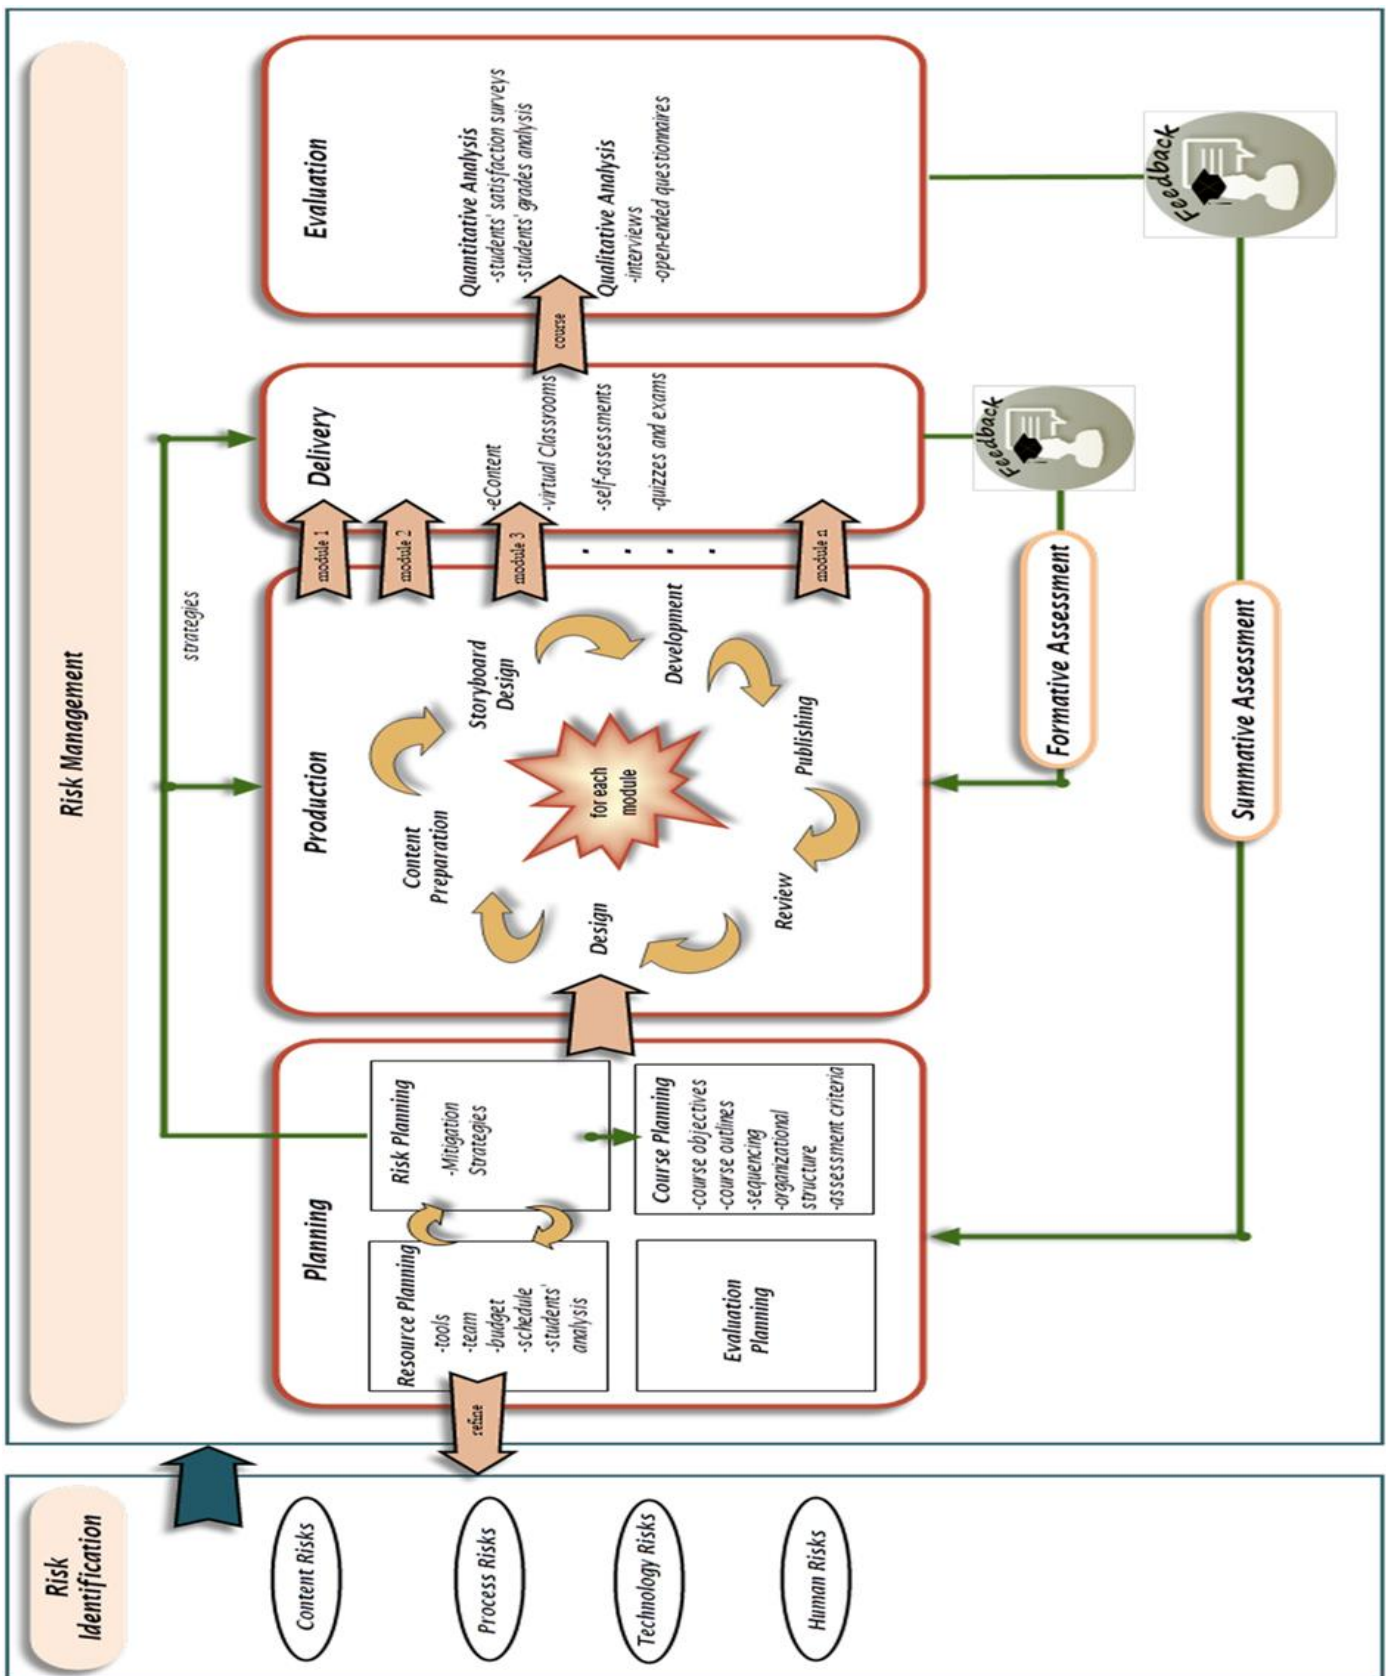 Risk
Identification
Content Risks
Process Risks
Technology Risks
Human Risks
Risk Management
strategies
Planning
Resource Planning
-tools
-team
-budget
-schedule
-students'
analysis
refine
Risk Planning
-Mitigation
Strategies
Evaluation
Planning
Course Planning
-course objectives
-course outlines
-sequencing
-organizational
structure
-assessment criteria
Production
Content
Preparation
Storyboard
Design
Development
Publishing
Review
Design
for each
module
module 1
module 2
module 3
. . . .
module n
Delivery
-eContent
-virtual Classrooms
-self-assessments
-quizzes and exams
course
Evaluation
Quantitative Analysis
-students' satisfaction surveys
-students' grades analysis
Qualitative Analysis
-interviews
-open-ended questionnaires
Feedback
Formative Assessment
Feedback
Summative Assessment